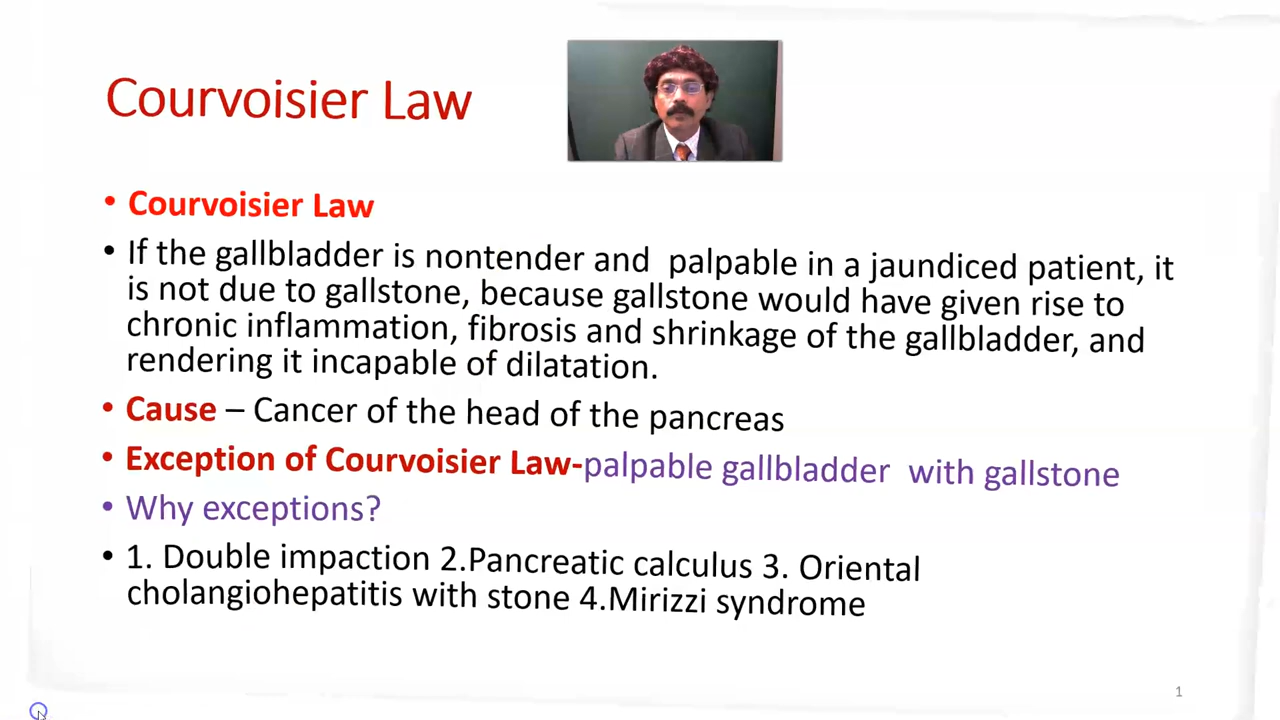 Courvoisier Law
• Courvoisier Law
• If the gallbladder is nontender and palpable in a jaundiced patient, it
is not due to gallstone, because gallstone would have given rise to
chronic inflammation, fibrosis and shrinkage of the gallbladder, and
rendering it incapable of dilatation.
• Cause – Cancer of the head of the pancreas
• Exception of Courvoisier Law-palpable gallbladder with gallstone
• Why exceptions?
• 1. Double impaction 2.Pancreatic calculus 3. Oriental
cholangiohepatitis with stone 4.Mirizzi syndrome
1